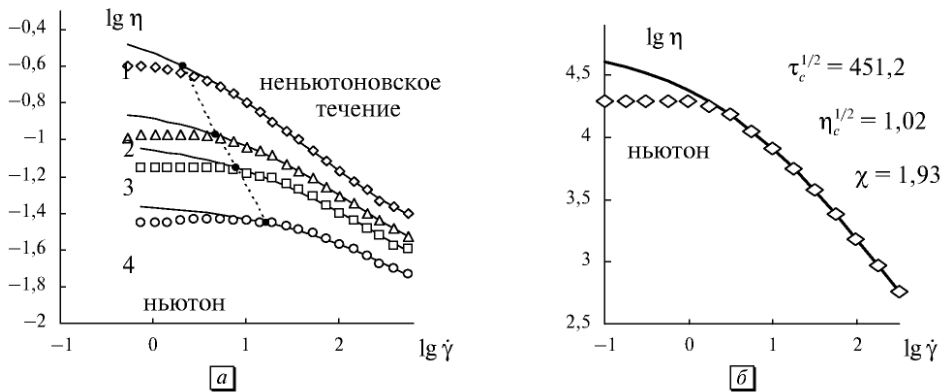 lg η
−0,4
−0,6
−0,8
−1
−1,2
−1,4
−1,6
−1,8
−2
1
2
3
4
неньютоновское
течение
ньютон
−1 0 1 2 lg γ̇
а
lg η
4,5
4
3,5
3
2,5
ньютон
τc^1/2 = 451,2
ηc^1/2 = 1,02
χ = 1,93
−1 0 1 2 lg γ̇
б